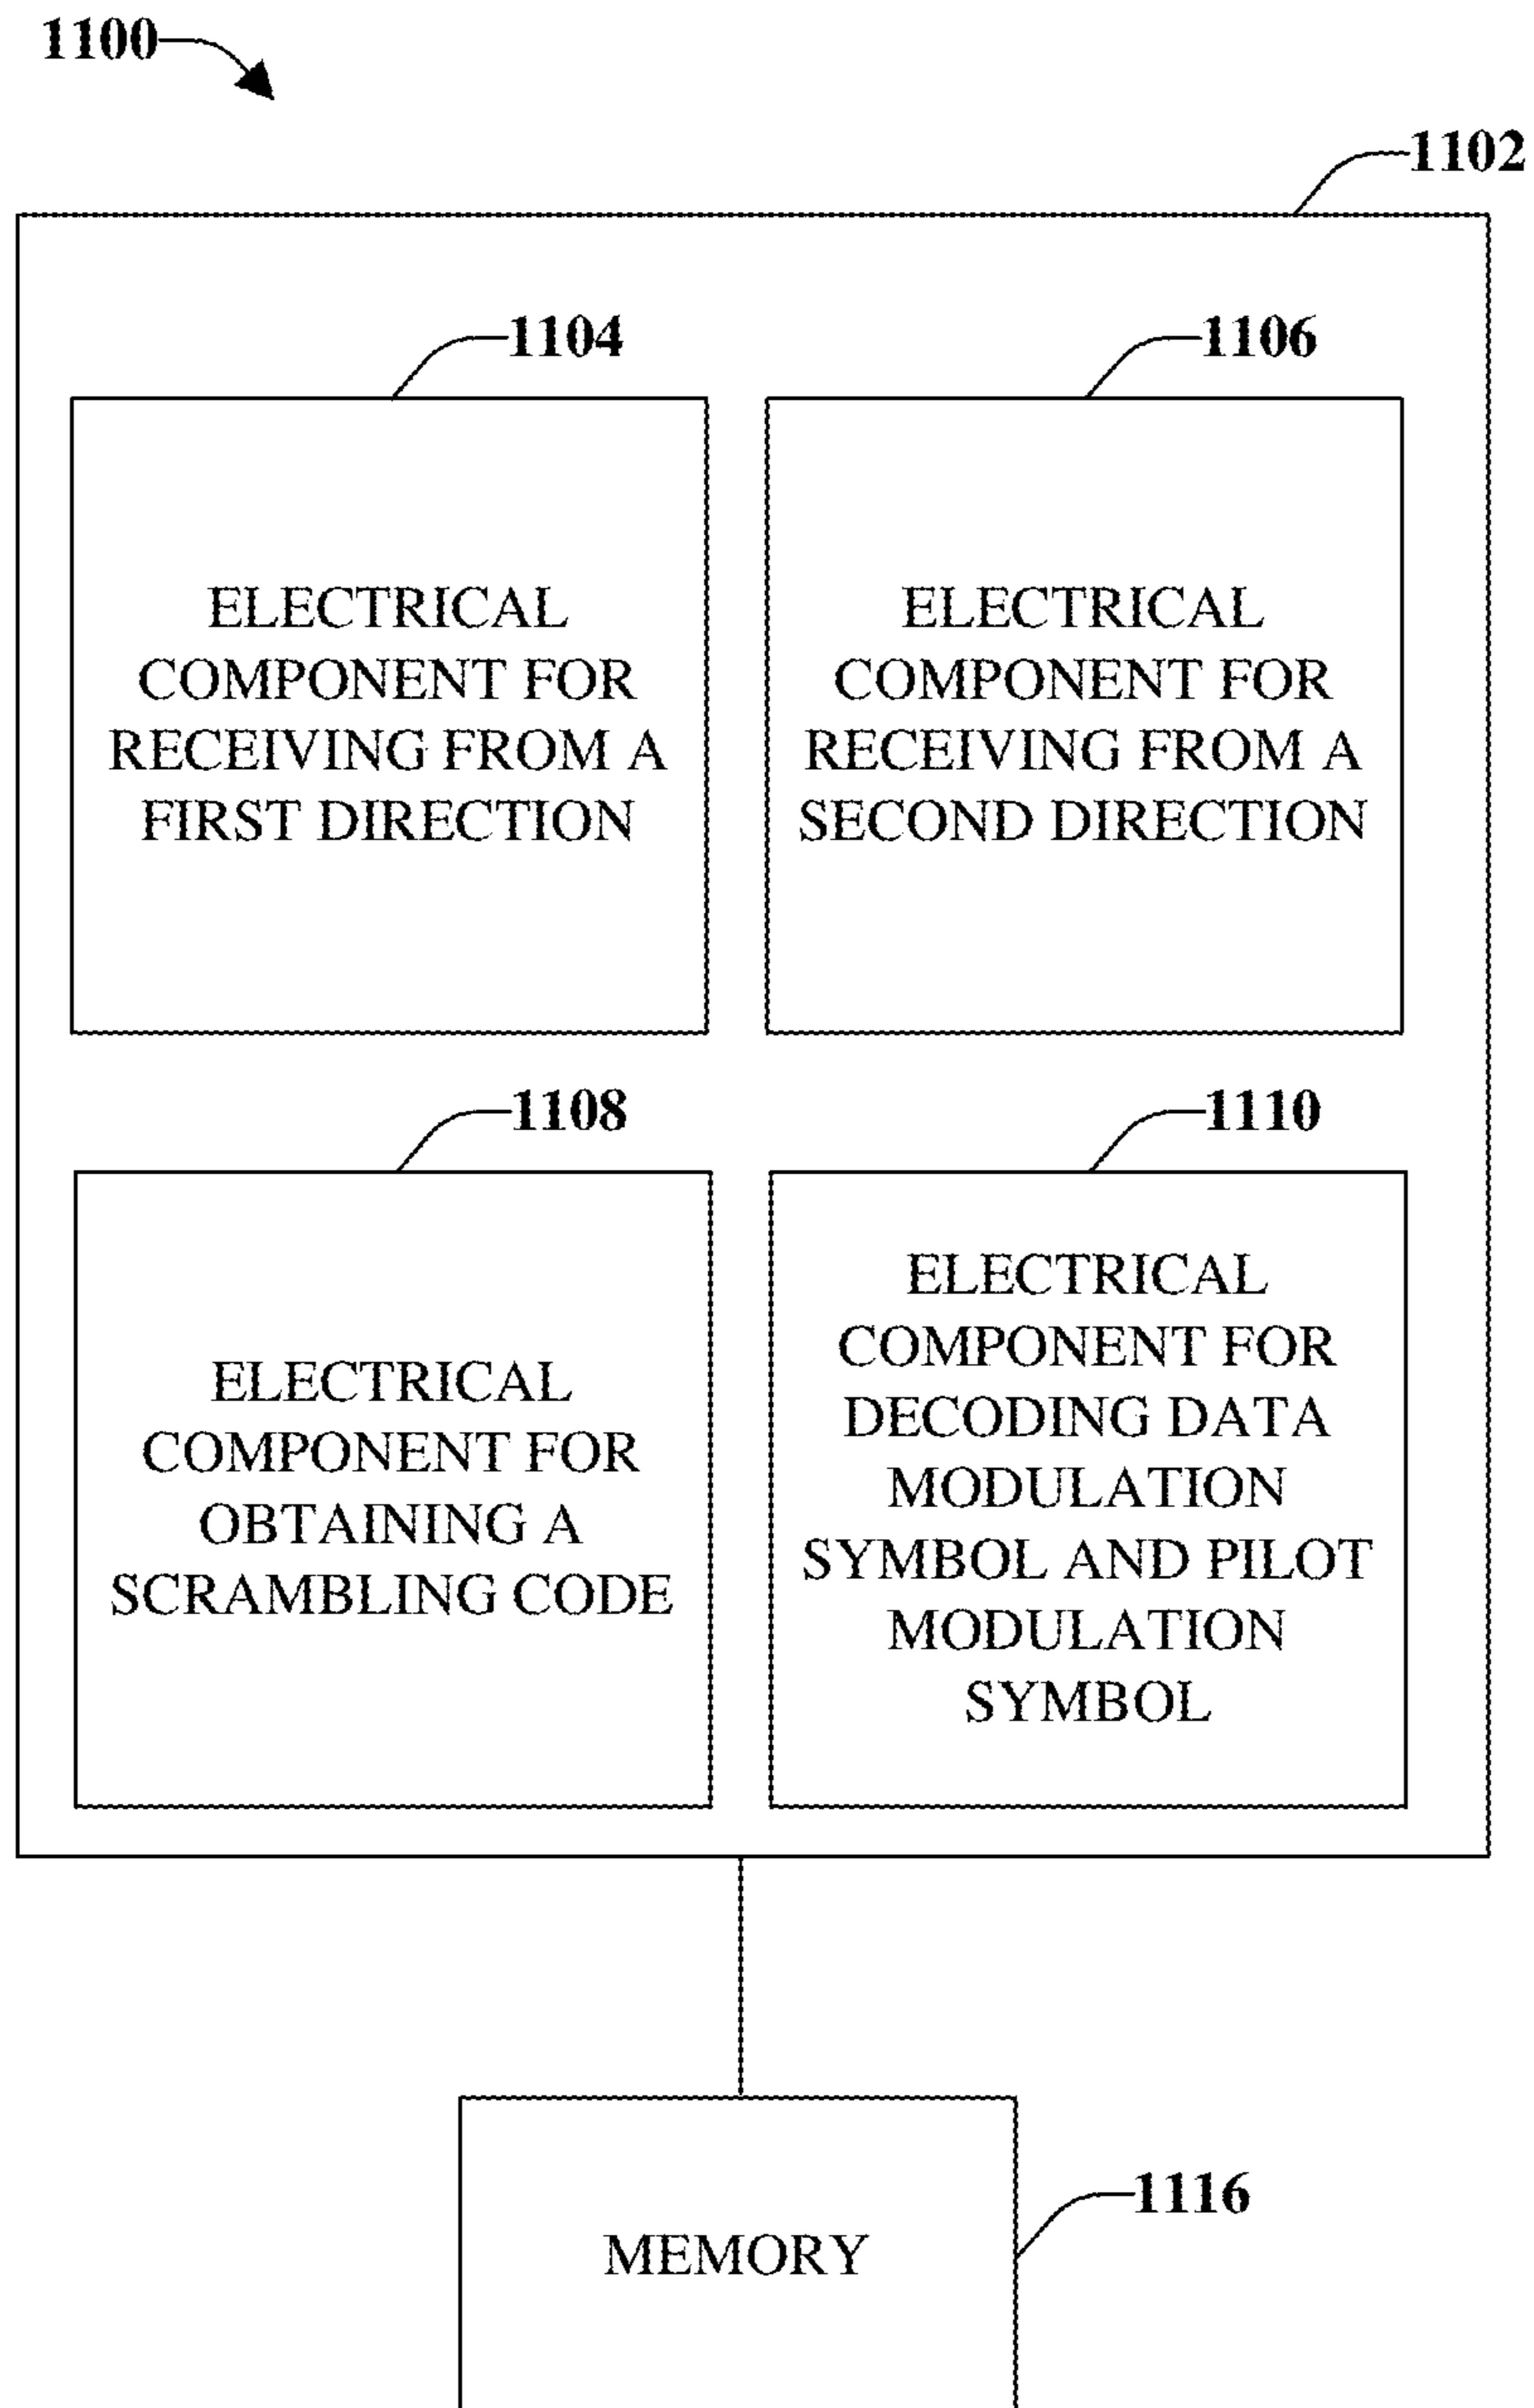 1100
1102
1104
1106
ELECTRICAL
COMPONENT FOR
RECEIVING FROM A
FIRST DIRECTION
ELECTRICAL
COMPONENT FOR
RECEIVING FROM A
SECOND DIRECTION
1108
1110
ELECTRICAL
COMPONENT FOR
OBTAINING A
SCRAMBLING CODE
ELECTRICAL
COMPONENT FOR
DECODING DATA
MODULATION
SYMBOL AND PILOT
MODULATION
SYMBOL
1116
MEMORY